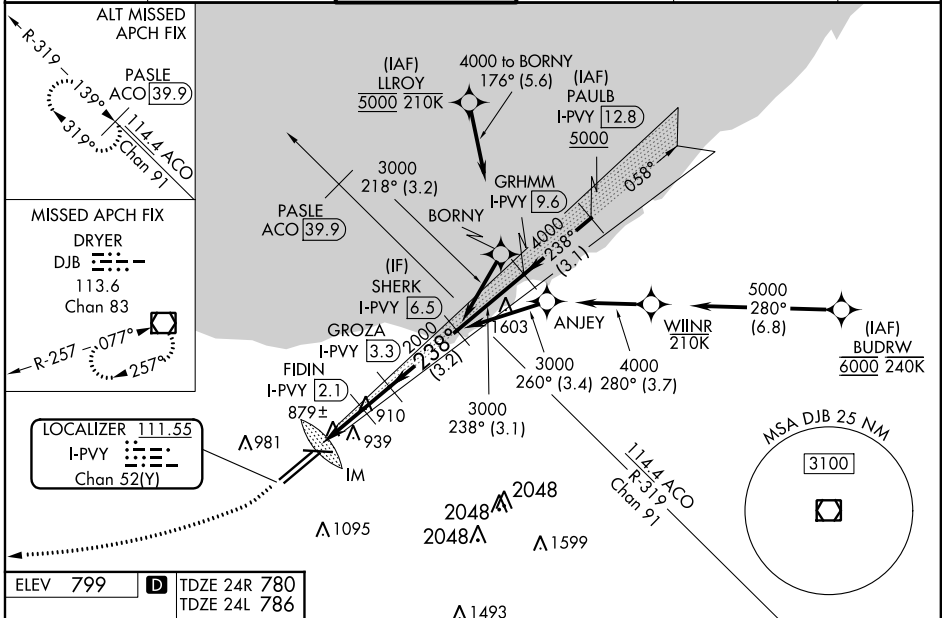 ALT MISSED
APCH FIX
R-319
139°
319°
PASLE
ACO 39.9
114.4 ACO
Chan 91
MISSED APCH FIX
DRYER
DJB
113.6
Chan 83
R-257
077°
257°
LOCALIZER 111.55
I-PVY
Chan 52(Y)
(IAF)
LLROY
5000 210K
4000 to BORNY
176° (5.6)
(IAF)
PAULB
I-PVY 12.8
5000
058°
3000
218° (3.2)
GRHMM
I-PVY 9.6
BORNY
4000
238°
(3.1)
PASLE
ACO 39.9
(IF)
SHERK
I-PVY 6.5
GROZA
I-PVY 3.3
2000
238°
(3.2)
FIDIN
I-PVY 2.1
879±
910
939
981
IM
1603
ANJEY
WIINR
210K
5000
280°
(6.8)
(IAF)
BUDRW
6000 240K
3000
260° (3.4)
4000
280° (3.7)
3000
238° (3.1)
114.4 ACO
R-319
Chan 91
MSA DJB 25 NM
3100
1095
2048
2048
2048
1599
1493
ELEV 799
D
TDZE 24R 780
TDZE 24L 786